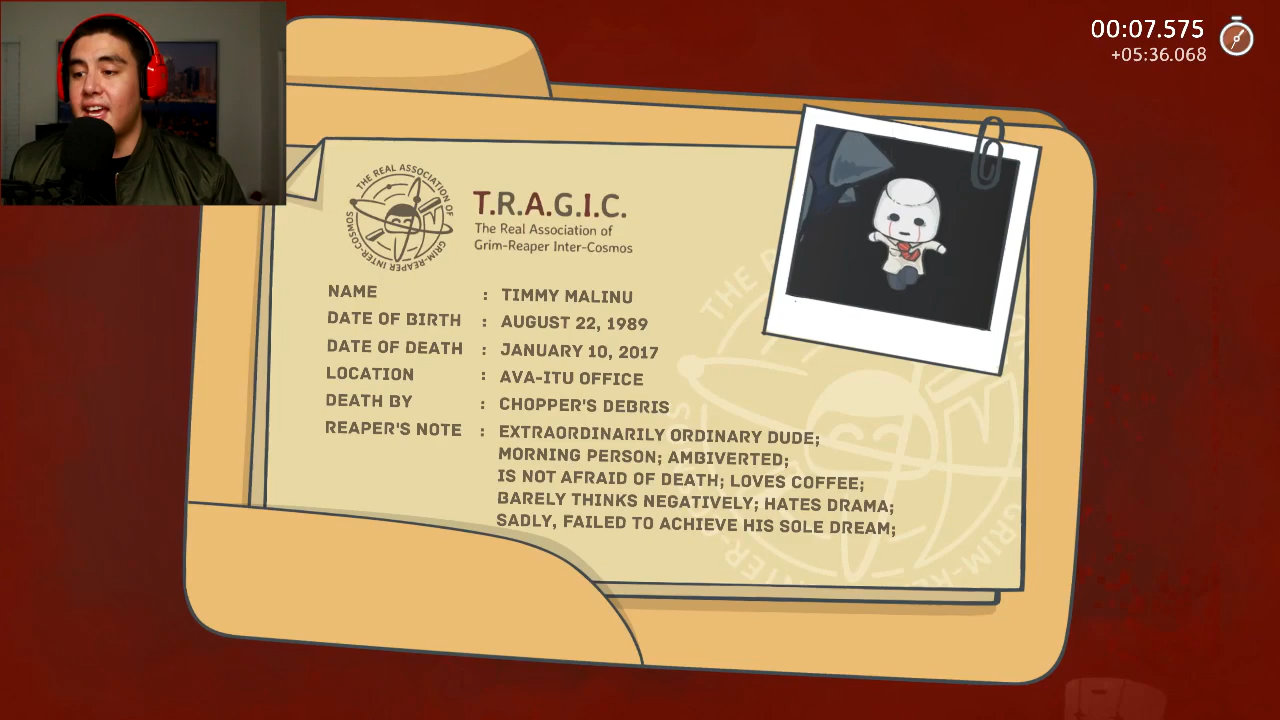 00:07.575
+05:36.068
THE REAL ASSOCIATION OF
GRIM-REAPER INTER-COSMOS
T.R.A.G.I.C.
The Real Association of
Grim-Reaper Inter-Cosmos
NAME : TIMMY MALINU
DATE OF BIRTH : AUGUST 22, 1989
DATE OF DEATH : JANUARY 10, 2017
LOCATION : AVA-ITU OFFICE
DEATH BY : CHOPPER'S DEBRIS
REAPER'S NOTE : EXTRAORDINARILY ORDINARY DUDE;
MORNING PERSON; AMBIVERTED;
IS NOT AFRAID OF DEATH; LOVES COFFEE;
BARELY THINKS NEGATIVELY; HATES DRAMA;
SADLY, FAILED TO ACHIEVE HIS SOLE DREAM;